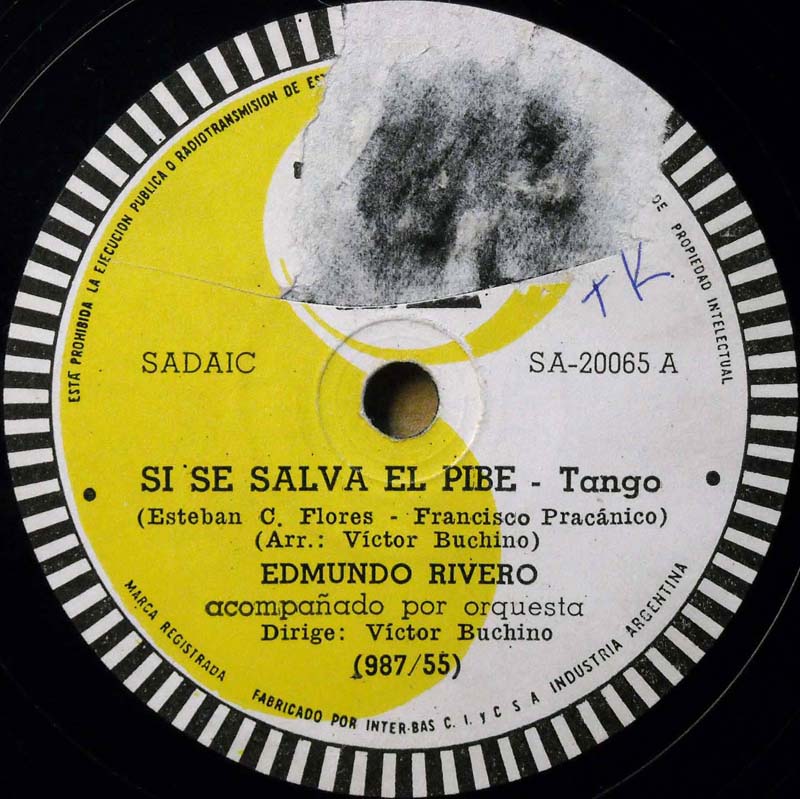 ESTÁ PROHIBIDA LA EJECUCION PUBLICA O RADIOTRANSMISION DE
DE PROPIEDAD INTELECTUAL
+ K
SADAIC
SA-20065 A
SI SE SALVA EL PIBE - Tango
(Esteban C. Flores - Francisco Pracánico)
(Arr.: Víctor Buchino)
EDMUNDO RIVERO
acompañado por orquesta
Dirige: Víctor Buchino
(987/55)
MARCA REGISTRADA
FABRICADO POR INTER-BAS C. I. y C S A INDUSTRIA ARGENTINA